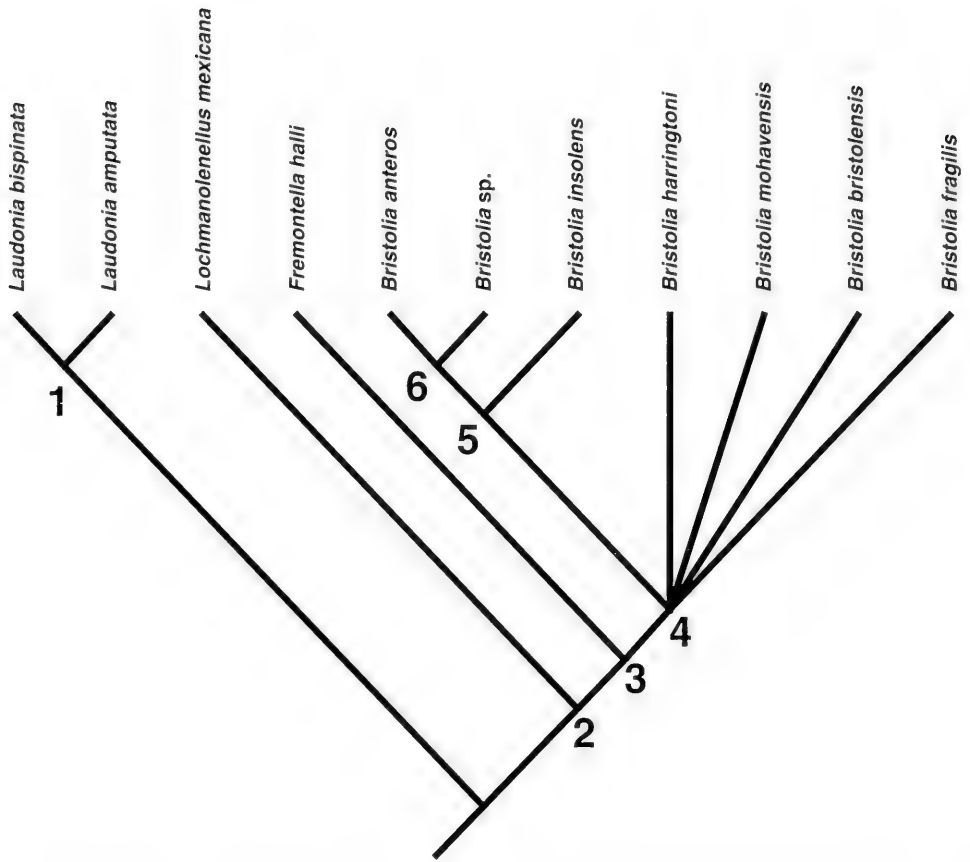 Laudonia bispinata
Laudonia amputata
Lochmanolenellus mexicana
Fremontella halli
Bristolia anteros
Bristolia sp.
Bristolia insolens
Bristolia harringtoni
Bristolia mohavensis
Bristolia bristolensis
Bristolia fragilis
1
6
5
4
3
2